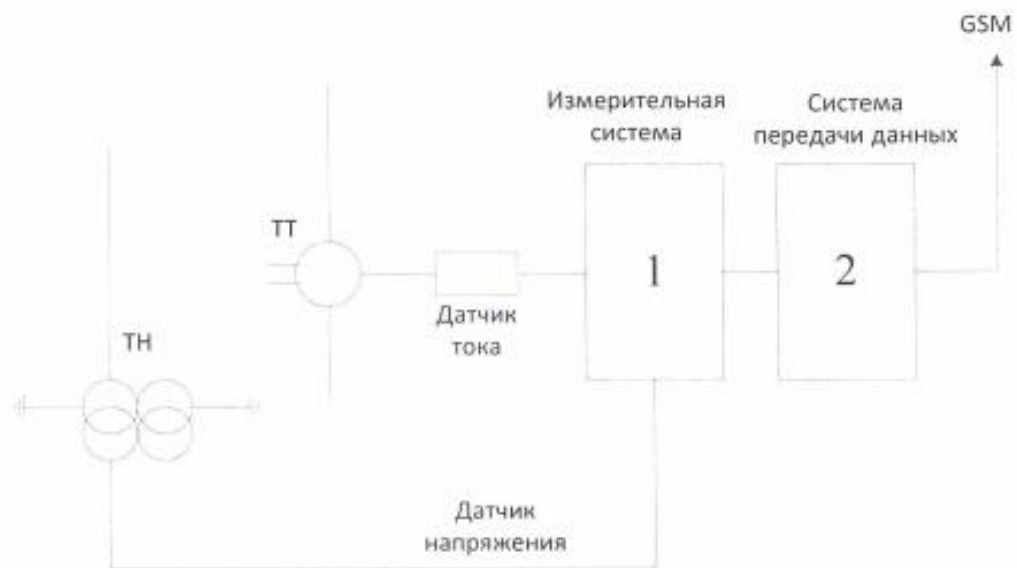 GSM
Измерительная
система
Система
передачи данных
ТТ
1
2
Датчик
тока
ТН
Датчик
напряжения